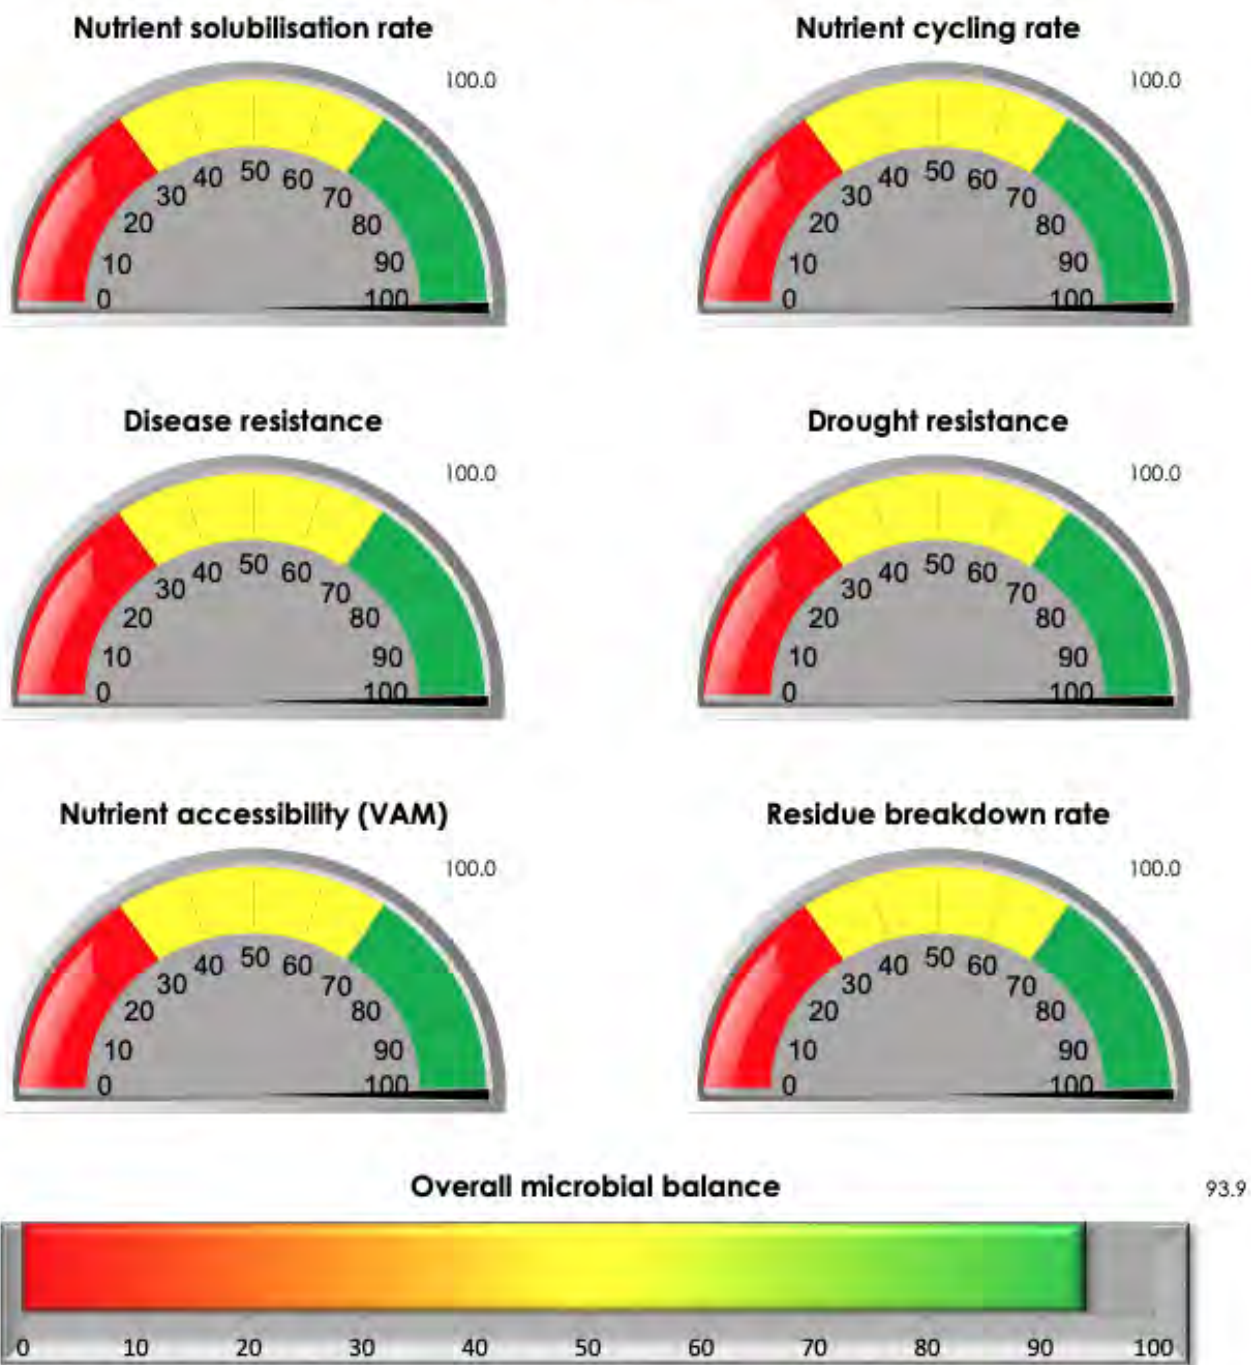 Nutrient solubilisation rate
100.0
0 10 20 30 40 50 60 70 80 90 100
Nutrient cycling rate
100.0
0 10 20 30 40 50 60 70 80 90 100
Disease resistance
100.0
0 10 20 30 40 50 60 70 80 90 100
Drought resistance
100.0
0 10 20 30 40 50 60 70 80 90 100
Nutrient accessibility (VAM)
100.0
0 10 20 30 40 50 60 70 80 90 100
Residue breakdown rate
100.0
0 10 20 30 40 50 60 70 80 90 100
Overall microbial balance
93.9
0 10 20 30 40 50 60 70 80 90 100